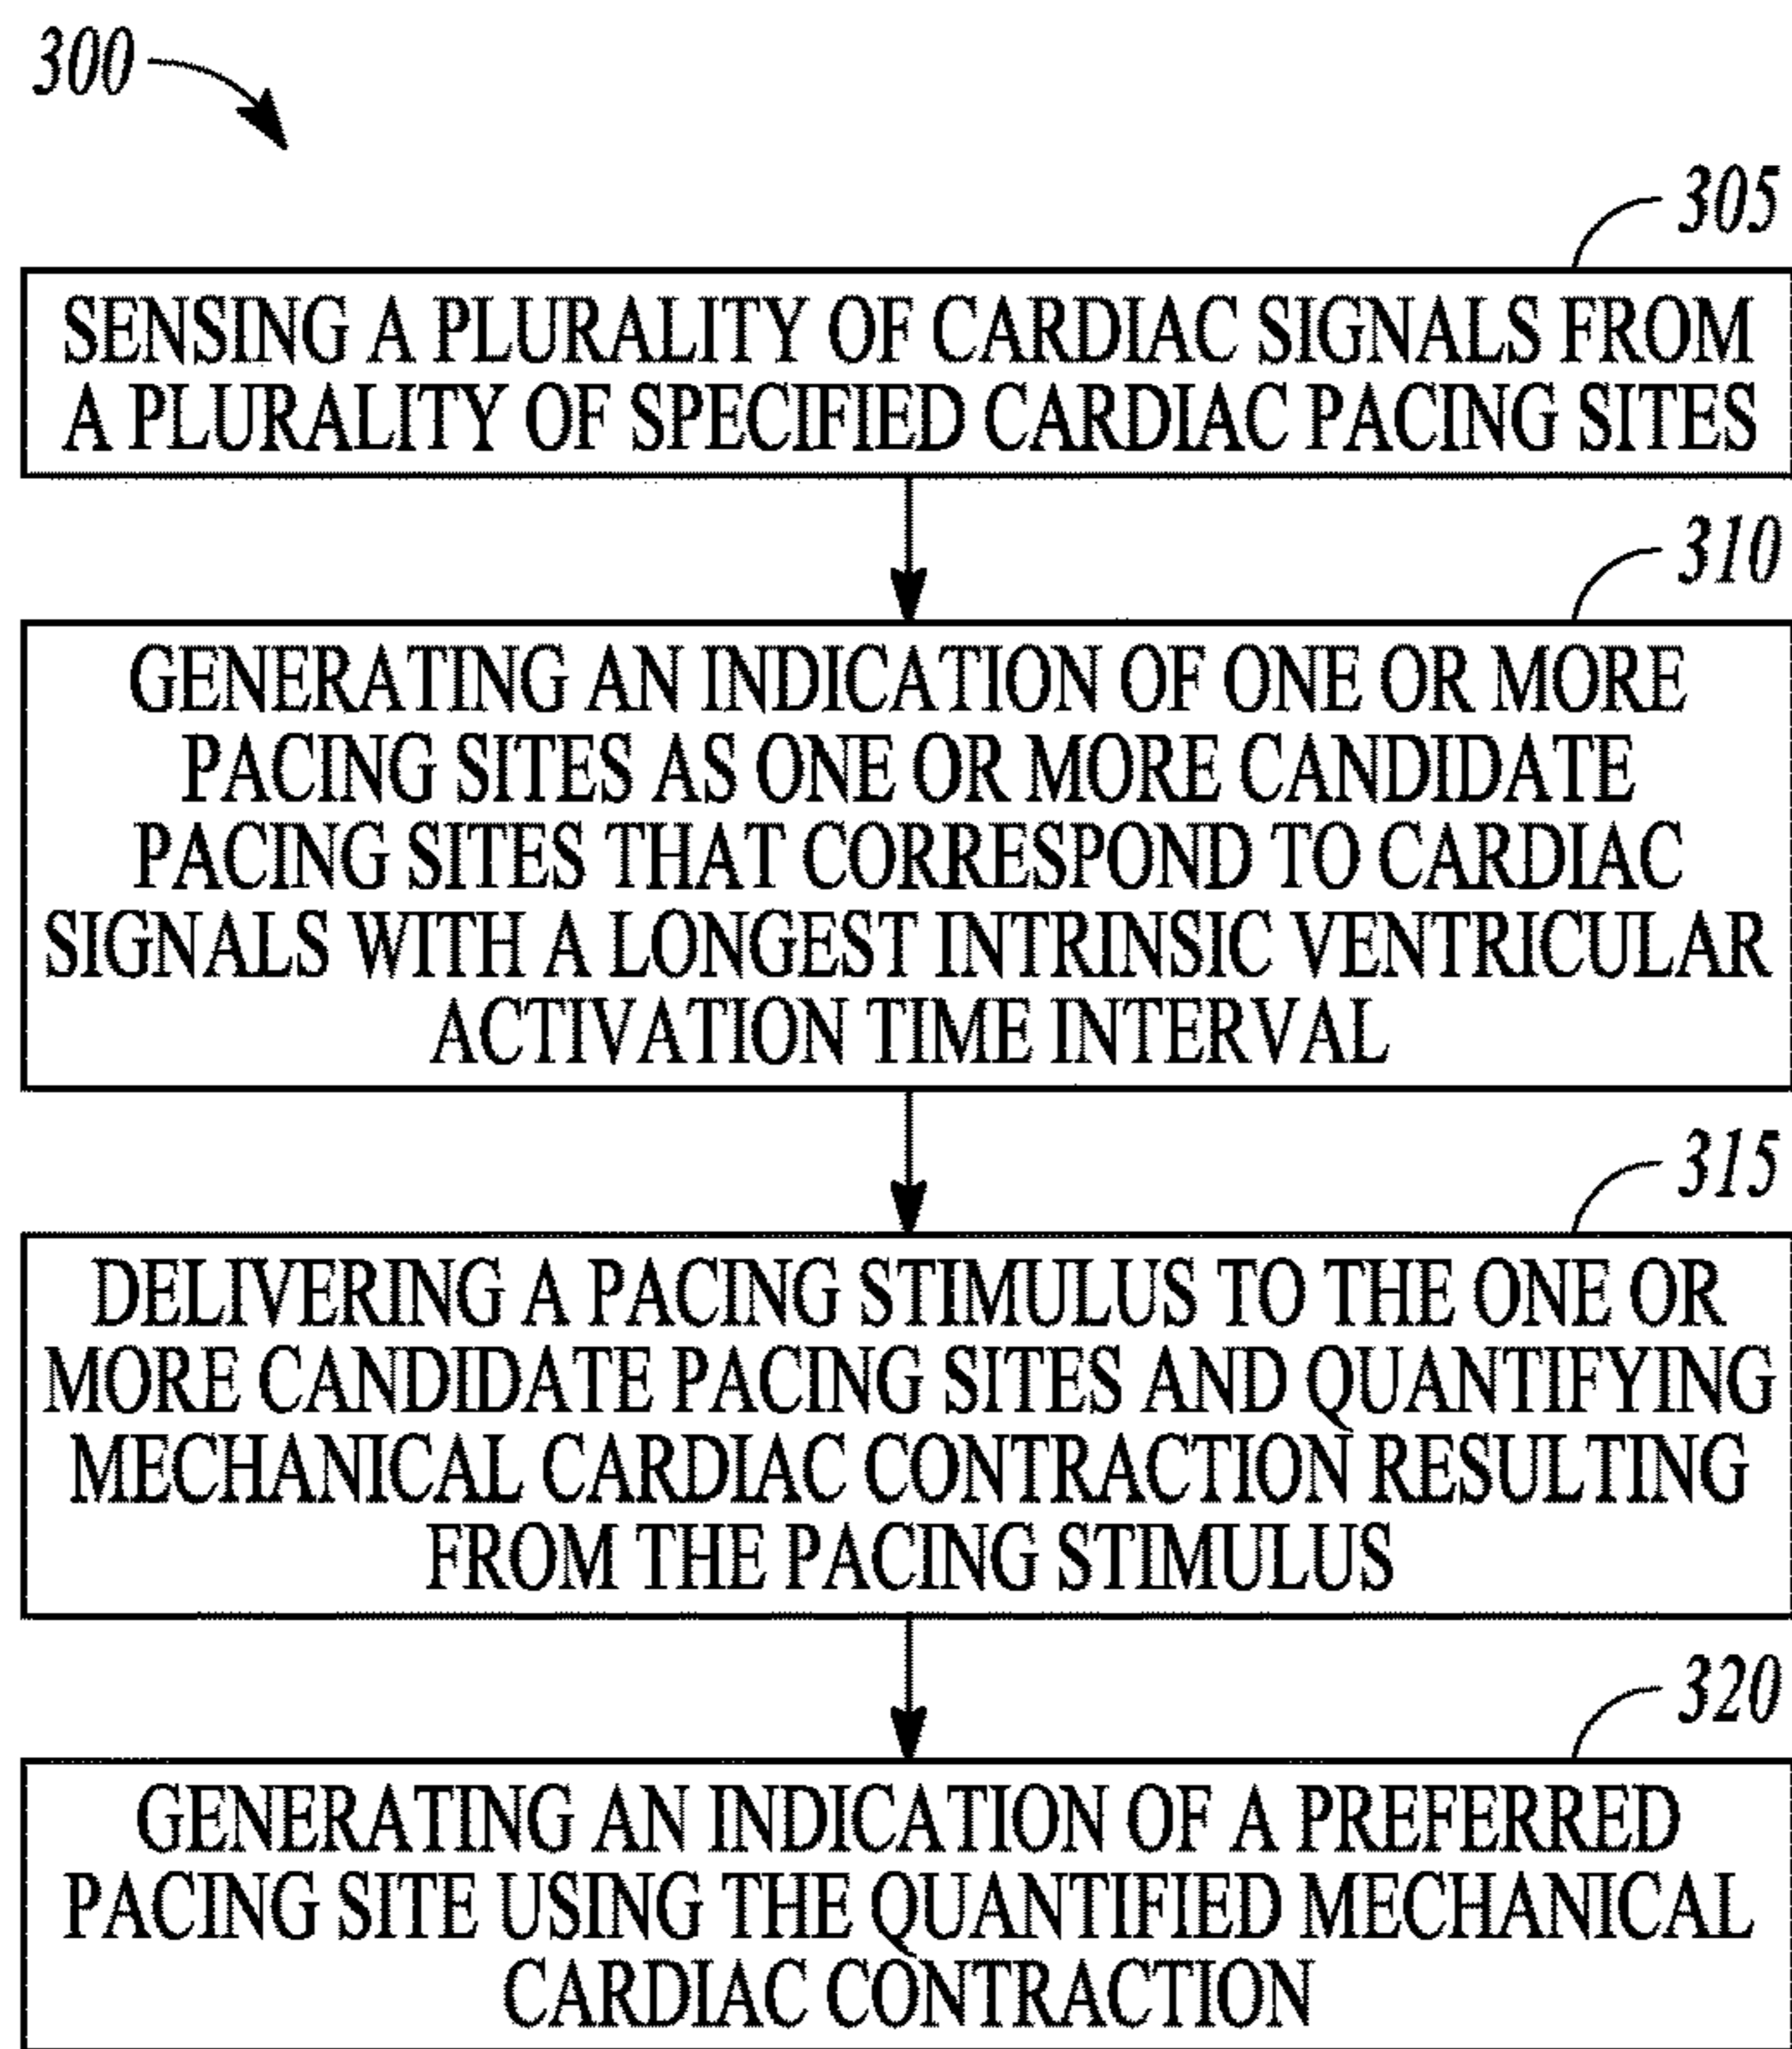 300
305
SENSING A PLURALITY OF CARDIAC SIGNALS FROM
A PLURALITY OF SPECIFIED CARDIAC PACING SITES
310
GENERATING AN INDICATION OF ONE OR MORE
PACING SITES AS ONE OR MORE CANDIDATE
PACING SITES THAT CORRESPOND TO CARDIAC
SIGNALS WITH A LONGEST INTRINSIC VENTRICULAR
ACTIVATION TIME INTERVAL
315
DELIVERING A PACING STIMULUS TO THE ONE OR
MORE CANDIDATE PACING SITES AND QUANTIFYING
MECHANICAL CARDIAC CONTRACTION RESULTING
FROM THE PACING STIMULUS
320
GENERATING AN INDICATION OF A PREFERRED
PACING SITE USING THE QUANTIFIED MECHANICAL
CARDIAC CONTRACTION